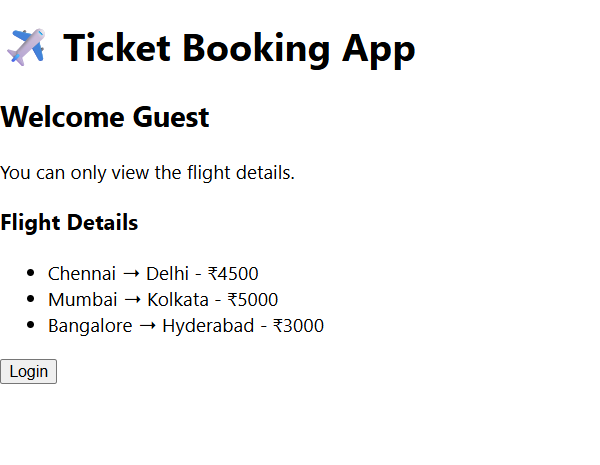 Ticket Booking App
Welcome Guest
You can only view the flight details.
Flight Details
Chennai → Delhi - ₹4500
Mumbai → Kolkata - ₹5000
Bangalore → Hyderabad - ₹3000
Login